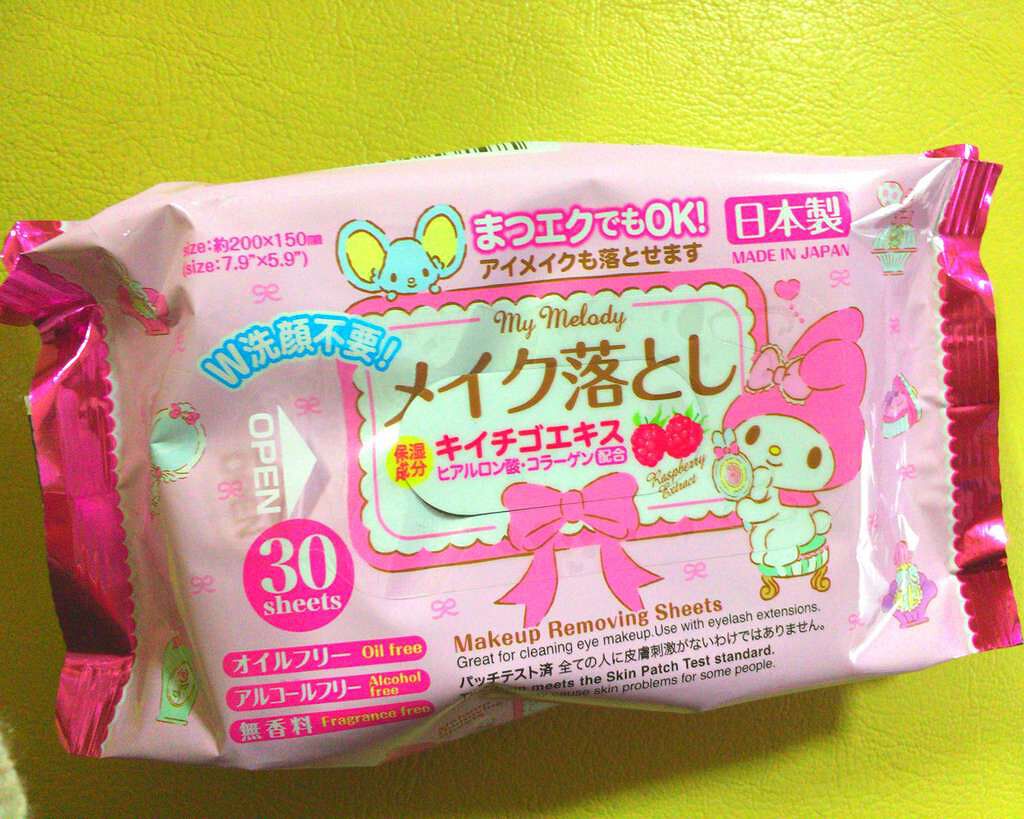 size:約200×150㎜
(size:7.9"×5.9")
まつエクでもOK!
アイメイクも落とせます
日本製
MADE IN JAPAN
W洗顔不要!!
My Melody
メイク落とし
保湿成分
キイチゴエキス
ヒアルロン酸・コラーゲン配合
Raspberry
Extract
OPEN
30
sheets
Makeup Removing Sheets
Great for cleaning eye makeup.Use with eyelash extensions.
パッチテスト済 全ての人に皮膚刺激がないわけではありません。
meets the Skin Patch Test standard.
cause skin problems for some people.
オイルフリー Oil free
アルコールフリー Alcohol free
無香料 Fragrance free